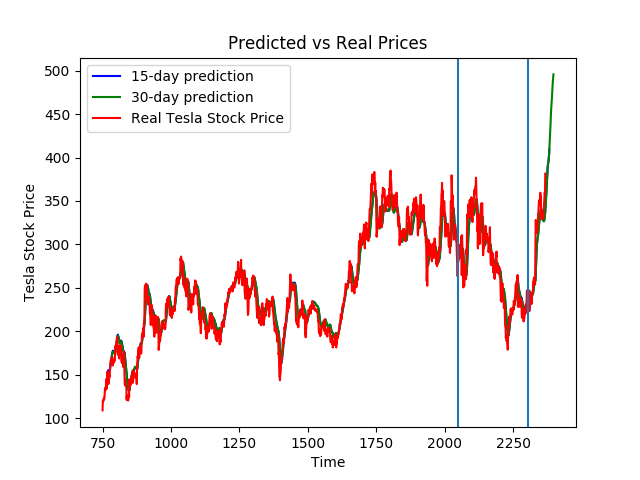 Predicted vs Real Prices
15-day prediction
30-day prediction
Real Tesla Stock Price
500
450
400
350
300
250
200
150
100
Tesla Stock Price
750 1000 1250 1500 1750 2000 2250
Time